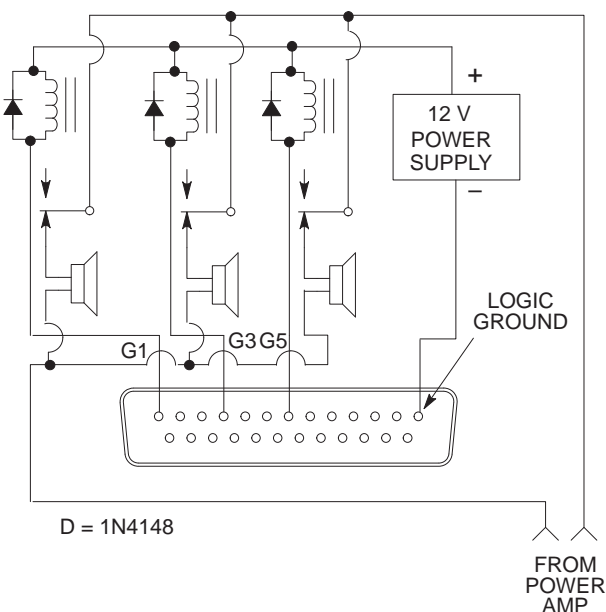 +
12 V
POWER
SUPPLY
–
LOGIC
GROUND
G1
G3
G5
D = 1N4148
FROM
POWER
AMP